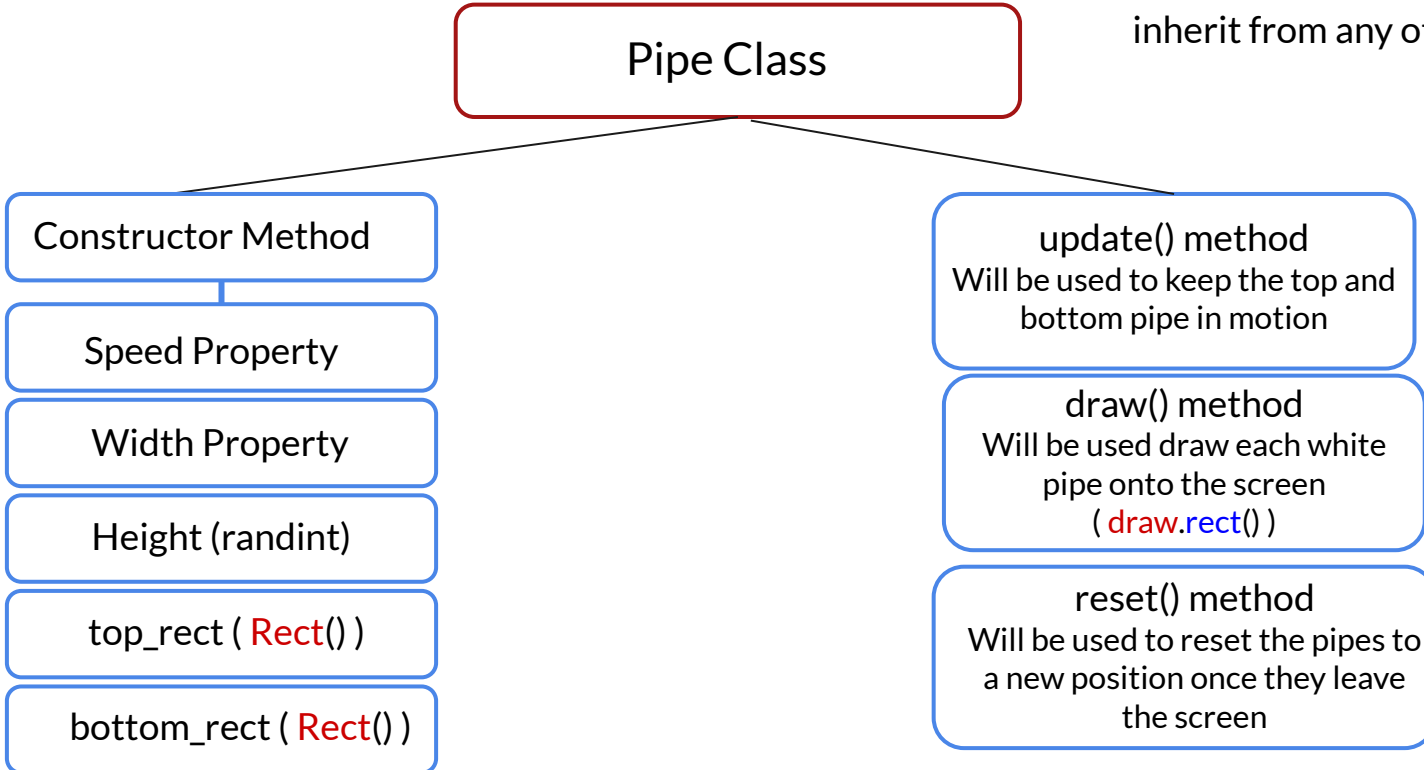 Pipe Class
inherit from any
Constructor Method
Speed Property
Width Property
Height (randint)
top_rect ( Rect() )
bottom_rect ( Rect() )
update() method
Will be used to keep the top and
bottom pipe in motion
draw() method
Will be used draw each white
pipe onto the screen
( draw.rect() )
reset() method
Will be used to reset the pipes to
a new position once they leave
the screen